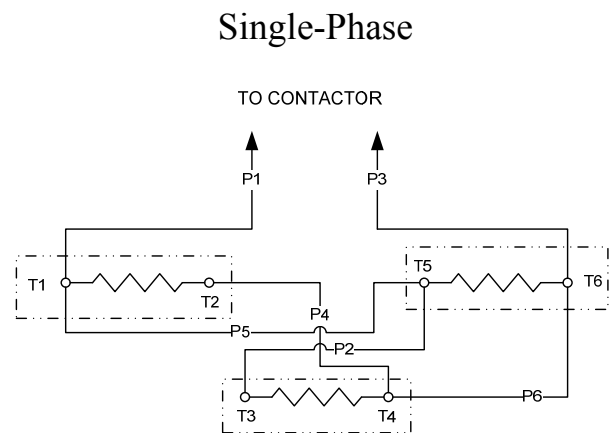 Single-Phase
TO CONTACTOR
P1 P3
T5
T1 T6
T2
P4
P5
P2
P6
T3 T4